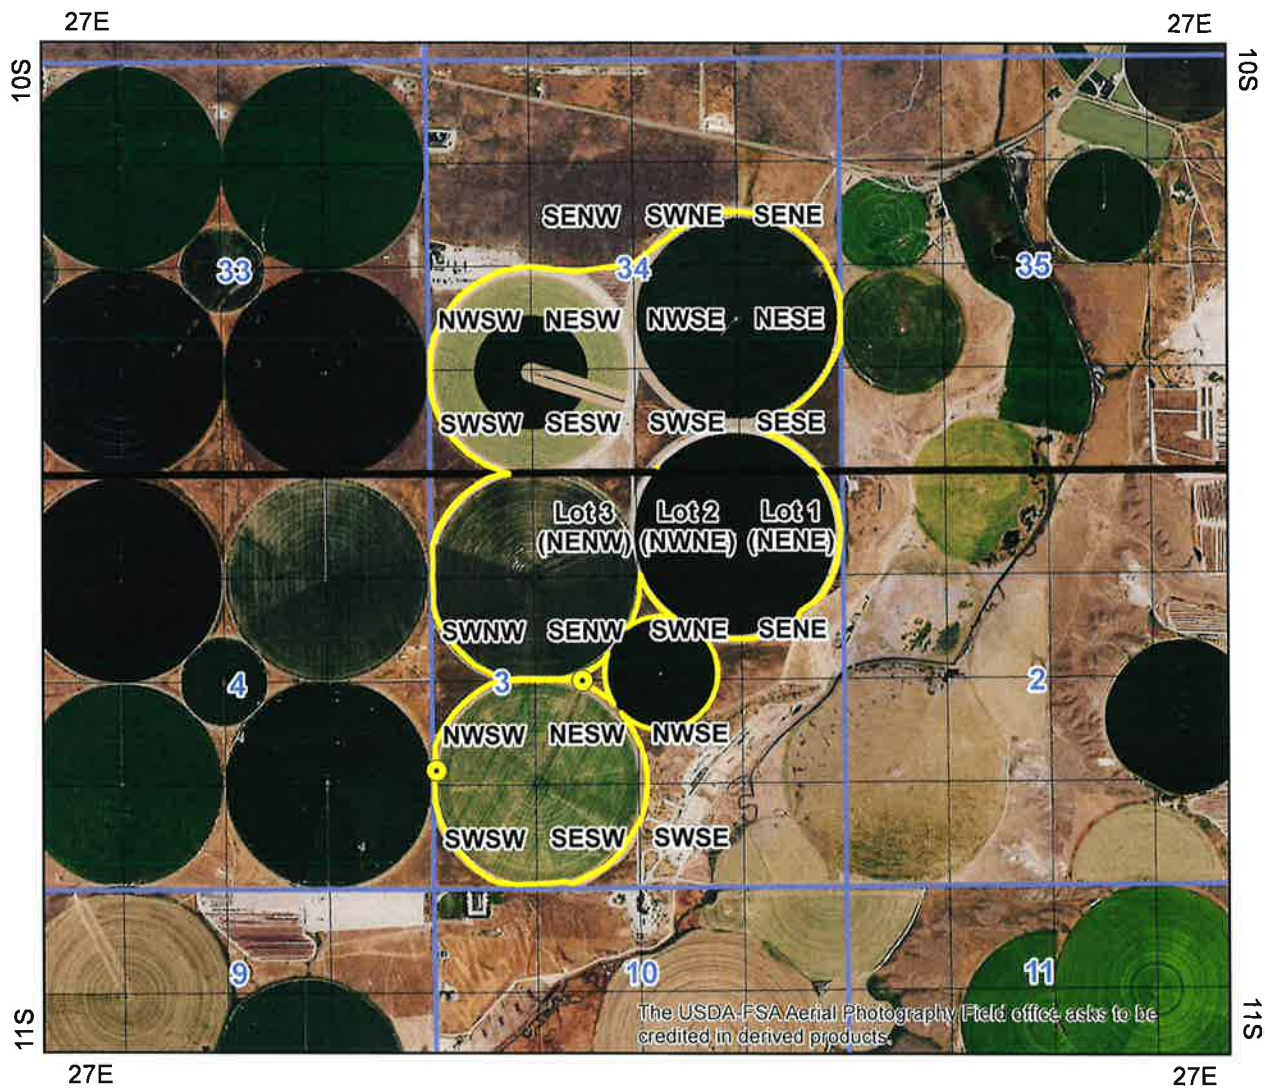 27E 27E
10S 10S
SENW SWNE SENE
33 34 35
NWSW NESW NWSE NESE
SWSW SESW SWSE SESE
Lot 3 Lot 2 Lot 1
(NENW) (NWNE) (NENE)
SWNW SENW SWNE SENE
4 3 2
NWSW NESW NWSE
SWSW SESW SWSE
9 10 11
The USDA-FSA Aerial Photography Field office asks to be
credited in derived products.
11S 11S
27E 27E